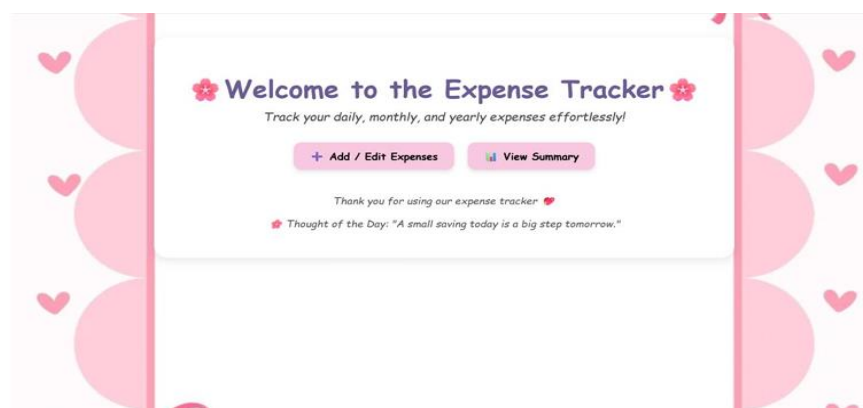 🌸 Welcome to the Expense Tracker 🌸
Track your daily, monthly, and yearly expenses effortlessly!
➕ Add / Edit Expenses
📊 View Summary
Thank you for using our expense tracker 💖
🌸 Thought of the Day: "A small saving today is a big step tomorrow."